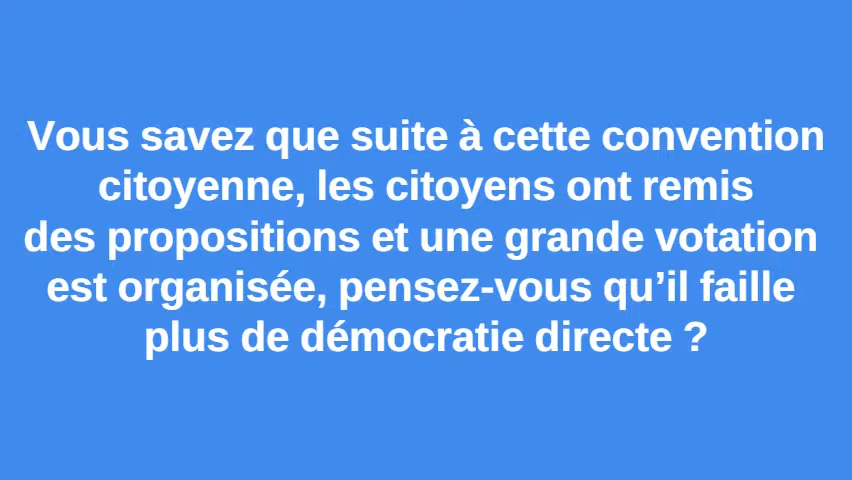 Vous savez que suite à cette convention
citoyenne, les citoyens ont remis
des propositions et une grande votation
est organisée, pensez-vous qu’il faille
plus de démocratie directe ?